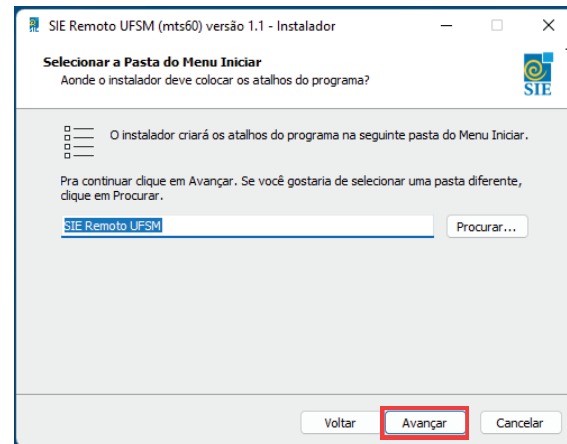 SIE Remoto UFSM (mts60) versão 1.1 - Instalador
Selecionar a Pasta do Menu Iniciar
Aonde o instalador deve colocar os atalhos do programa?
SIE
O instalador criará os atalhos do programa na seguinte pasta do Menu Iniciar.
Pra continuar clique em Avançar. Se você gostaria de selecionar uma pasta diferente,
clique em Procurar.
SIE Remoto UFSM
Procurar...
Voltar Avançar Cancelar